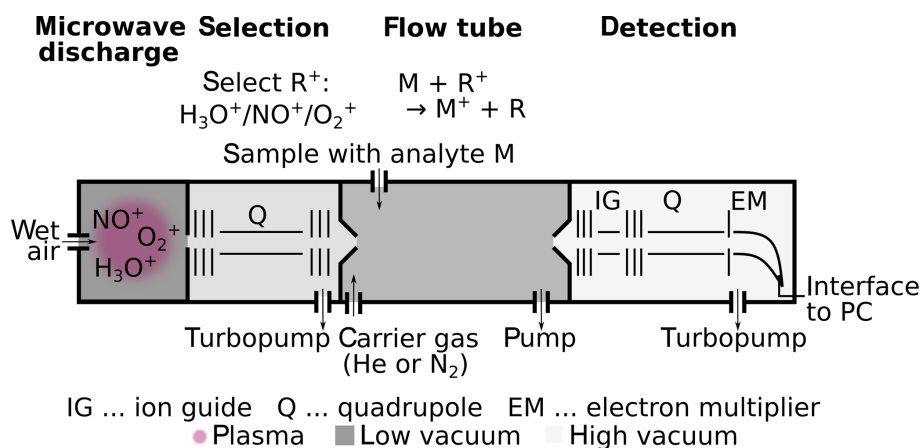 Microwave discharge
Selection
Flow tube
Detection
Select R⁺:
H₃O⁺/NO⁺/O₂⁺
M + R⁺
→ M⁺ + R
Sample with analyte M
Wet
air
NO⁺
O₂⁺
H₃O⁺
Q
IG
Q
EM
Interface
to PC
Turbopump
Carrier gas
(He or N₂)
Pump
Turbopump
IG ... ion guide Q ... quadrupole EM ... electron multiplier
Plasma Low vacuum High vacuum